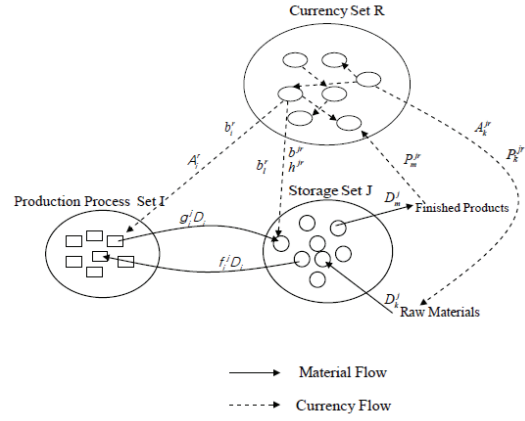 Currency Set R
b_i^r
A_i^r
b_i^r
b^{jr}
h^{jr}
P_m^{jr}
A_k^{jr}
P_k^{jr}
Production Process Set I
Storage Set J
g_i^j D_i
f_i^j D_i
D_m^j
Finished Products
D_k^j
Raw Materials
Material Flow
Currency Flow